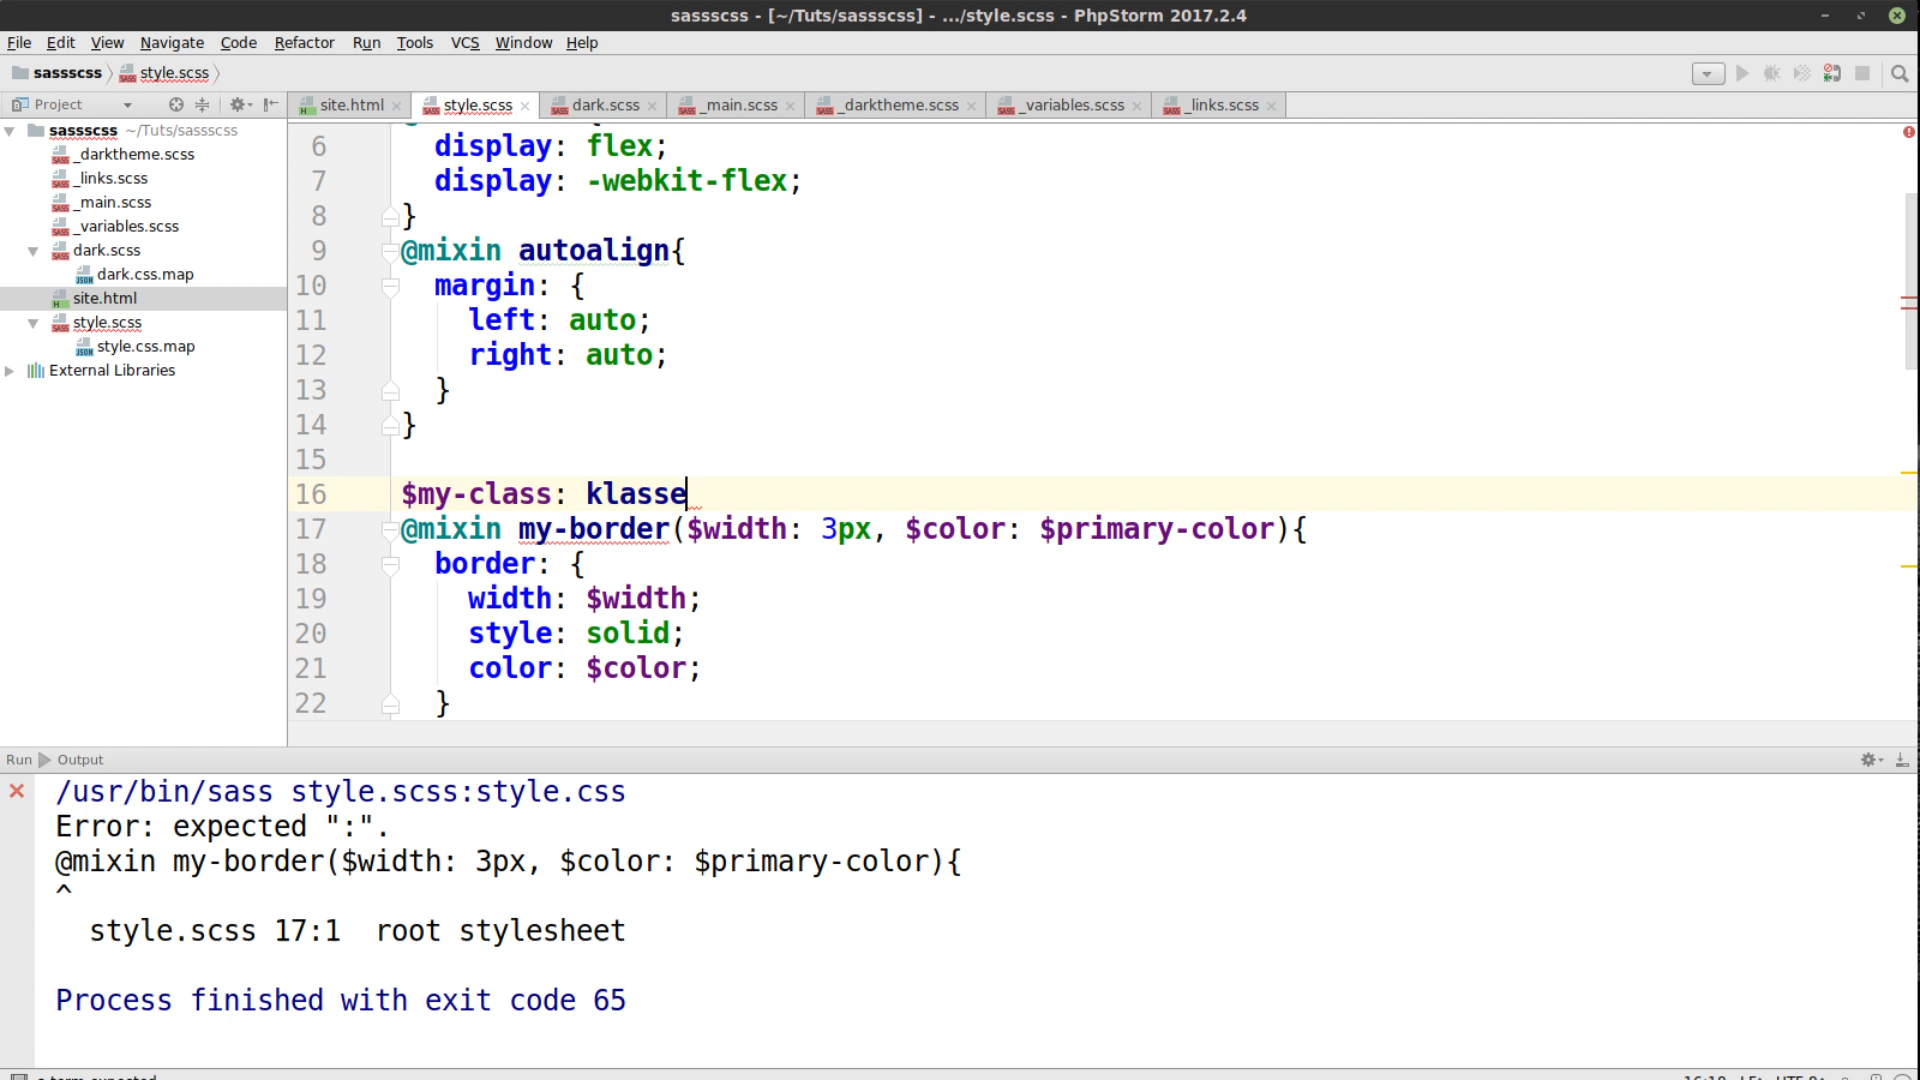 sassscss - [~/Tuts/sassscss] - .../style.scss - PhpStorm 2017.2.4
File Edit View Navigate Code Refactor Run Tools VCS Window Help
sassscss style.scss
Project
site.html style.scss dark.scss _main.scss _darktheme.scss _variables.scss _links.scss
sassscss ~/Tuts/sassscss
_darktheme.scss
_links.scss
_main.scss
_variables.scss
dark.scss
dark.css.map
site.html
style.scss
style.css.map
External Libraries
6 display: flex;
7 display: -webkit-flex;
8 }
9 @mixin autoalign{
10 margin: {
11 left: auto;
12 right: auto;
13 }
14 }
15
16 $my-class: klasse
17 @mixin my-border($width: 3px, $color: $primary-color){
18 border: {
19 width: $width;
20 style: solid;
21 color: $color;
22 }
Run Output
/usr/bin/sass style.scss:style.css
Error: expected ":".
@mixin my-border($width: 3px, $color: $primary-color){
^
style.scss 17:1 root stylesheet
Process finished with exit code 65